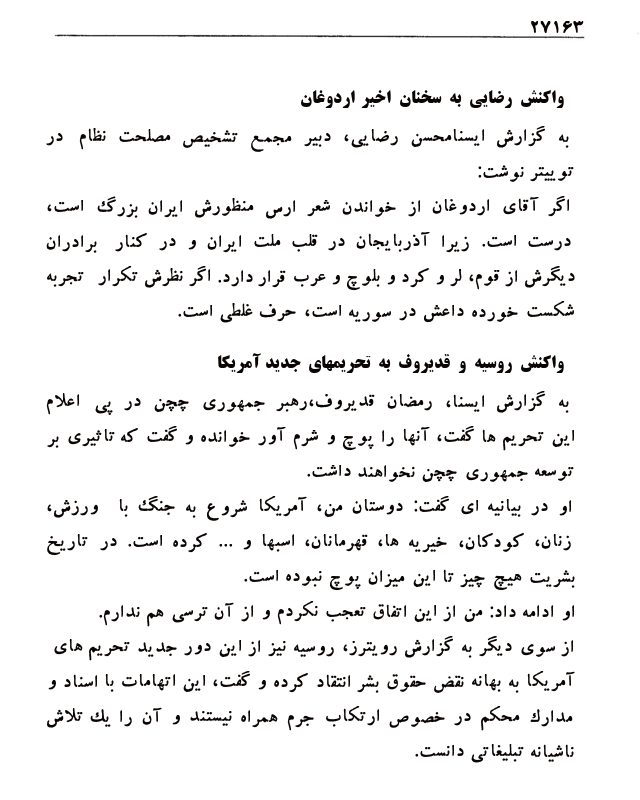 ۲۷۱۶۳
واکنش رضایی به سخنان اخیر اردوغان
به گزارش ایسنامحسن رضایی، دبیر مجمع تشخیص مصلحت نظام در
توییتر نوشت:
اگر آقای اردوغان از خواندن شعر ارس منظورش ایران بزرگ است،
درست است. زیرا آذربایجان در قلب ملت ایران و در کنار برادران
دیگرش از قوم، لر و کرد و بلوچ و عرب قرار دارد. اگر نظرش تکرار تجربه
شکست خورده داعش در سوریه است، حرف غلطی است.
واکنش روسیه و قدیروف به تحریمهای جدید آمریکا
به گزارش ایسنا، رمضان قدیروف،رهبر جمهوری چچن در پی اعلام
این تحریم ها گفت، آنها را پوچ و شرم آور خوانده و گفت که تاثیری بر
توسعه جمهوری چچن نخواهند داشت.
او در بیانیه ای گفت: دوستان من، آمریکا شروع به جنگ با ورزش،
زنان، کودکان، خیریه ها، قهرمانان، اسبها و ... کرده است. در تاریخ
بشریت هیچ چیز تا این میزان پوچ نبوده است.
او ادامه داد: من از این اتفاق تعجب نکردم و از آن ترسی هم ندارم.
از سوی دیگر به گزارش رویترز، روسیه نیز از این دور جدید تحریم های
آمریکا به بهانه نقض حقوق بشر انتقاد کرده و گفت، این اتهامات با اسناد و
مدارک محکم در خصوص ارتکاب جرم همراه نیستند و آن را یک تلاش
ناشیانه تبلیغاتی دانست.